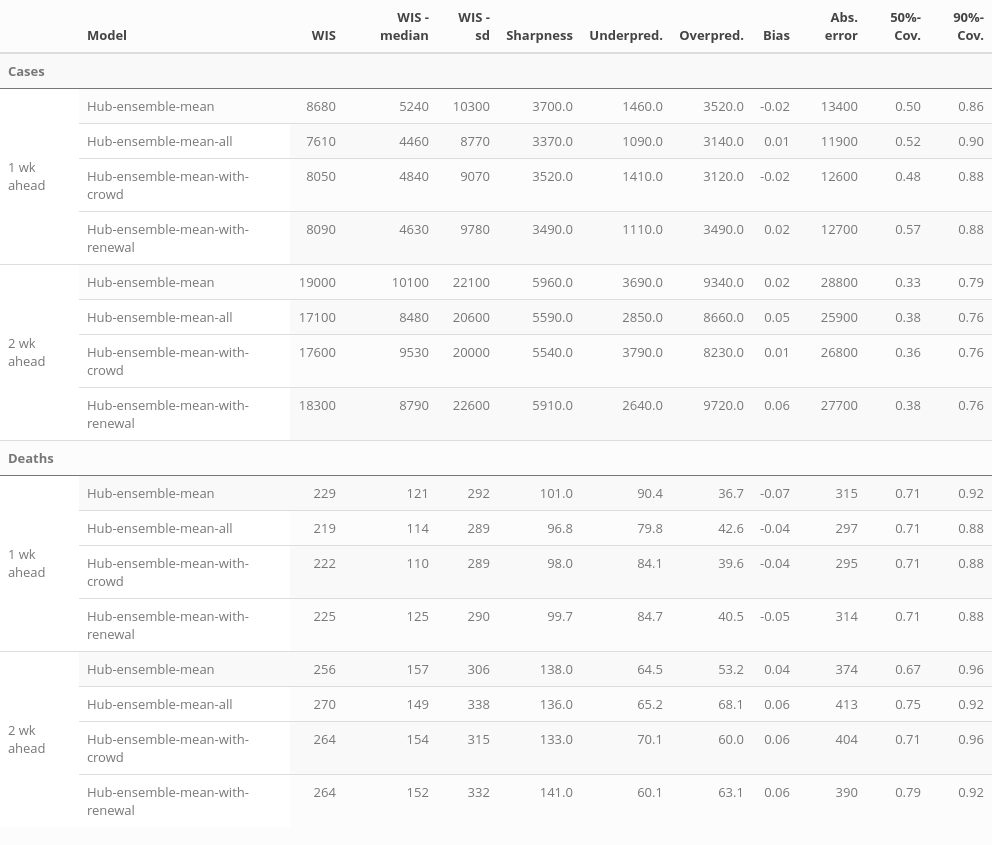 Model WIS WIS - median WIS - sd Sharpness Underpred. Overpred. Bias Abs. error 50%- Cov. 90%- Cov.
Cases
1 wk ahead
Hub-ensemble-mean 8680 5240 10300 3700.0 1460.0 3520.0 -0.02 13400 0.50 0.86
Hub-ensemble-mean-all 7610 4460 8770 3370.0 1090.0 3140.0 0.01 11900 0.52 0.90
Hub-ensemble-mean-with-crowd 8050 4840 9070 3520.0 1410.0 3120.0 -0.02 12600 0.48 0.88
Hub-ensemble-mean-with-renewal 8090 4630 9780 3490.0 1110.0 3490.0 0.02 12700 0.57 0.88
2 wk ahead
Hub-ensemble-mean 19000 10100 22100 5960.0 3690.0 9340.0 0.02 28800 0.33 0.79
Hub-ensemble-mean-all 17100 8480 20600 5590.0 2850.0 8660.0 0.05 25900 0.38 0.76
Hub-ensemble-mean-with-crowd 17600 9530 20000 5540.0 3790.0 8230.0 0.01 26800 0.36 0.76
Hub-ensemble-mean-with-renewal 18300 8790 22600 5910.0 2640.0 9720.0 0.06 27700 0.38 0.76
Deaths
1 wk ahead
Hub-ensemble-mean 229 121 292 101.0 90.4 36.7 -0.07 315 0.71 0.92
Hub-ensemble-mean-all 219 114 289 96.8 79.8 42.6 -0.04 297 0.71 0.88
Hub-ensemble-mean-with-crowd 222 110 289 98.0 84.1 39.6 -0.04 295 0.71 0.88
Hub-ensemble-mean-with-renewal 225 125 290 99.7 84.7 40.5 -0.05 314 0.71 0.88
2 wk ahead
Hub-ensemble-mean 256 157 306 138.0 64.5 53.2 0.04 374 0.67 0.96
Hub-ensemble-mean-all 270 149 338 136.0 65.2 68.1 0.06 413 0.75 0.92
Hub-ensemble-mean-with-crowd 264 154 315 133.0 70.1 60.0 0.06 404 0.71 0.96
Hub-ensemble-mean-with-renewal 264 152 332 141.0 60.1 63.1 0.06 390 0.79 0.92